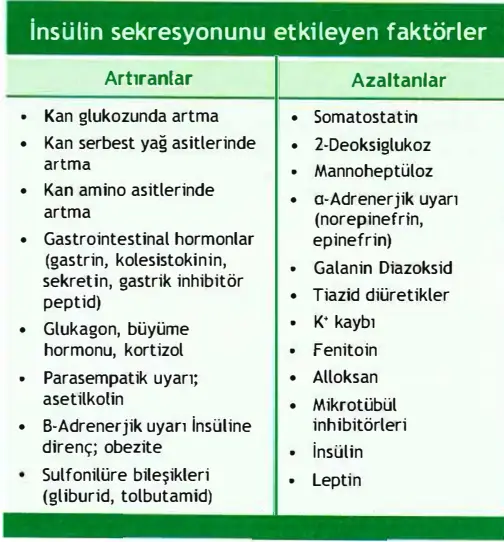 İnsülin sekresyonunu etkileyen faktörler
Artıranlar
• Kan glukozunda artma
• Kan serbest yağ asitlerinde
artma
• Kan amino asitlerinde
artma
• Gastrointestinal hormonlar
(gastrin, kolesistokinin,
sekretin, gastrik inhibitör
peptid)
• Glukagon, büyüme
hormonu, kortizol
• Parasempatik uyarı;
asetilkolin
• B-Adrenerjik uyarı İnsüline
direnç; obezite
• Sulfonilüre bileşikleri
(gliburid, tolbutamid)
Azaltanlar
• Somatostatin
• 2-Deoksiglukoz
• Mannoheptüloz
• α-Adrenerjik uyarı
(norepinefrin,
epinefrin)
• Galanin Diazoksid
• Tiazid diüretikler
• K⁺ kaybı
• Fenitoin
• Alloksan
• Mikrotübül
inhibitörleri
• İnsülin
• Leptin